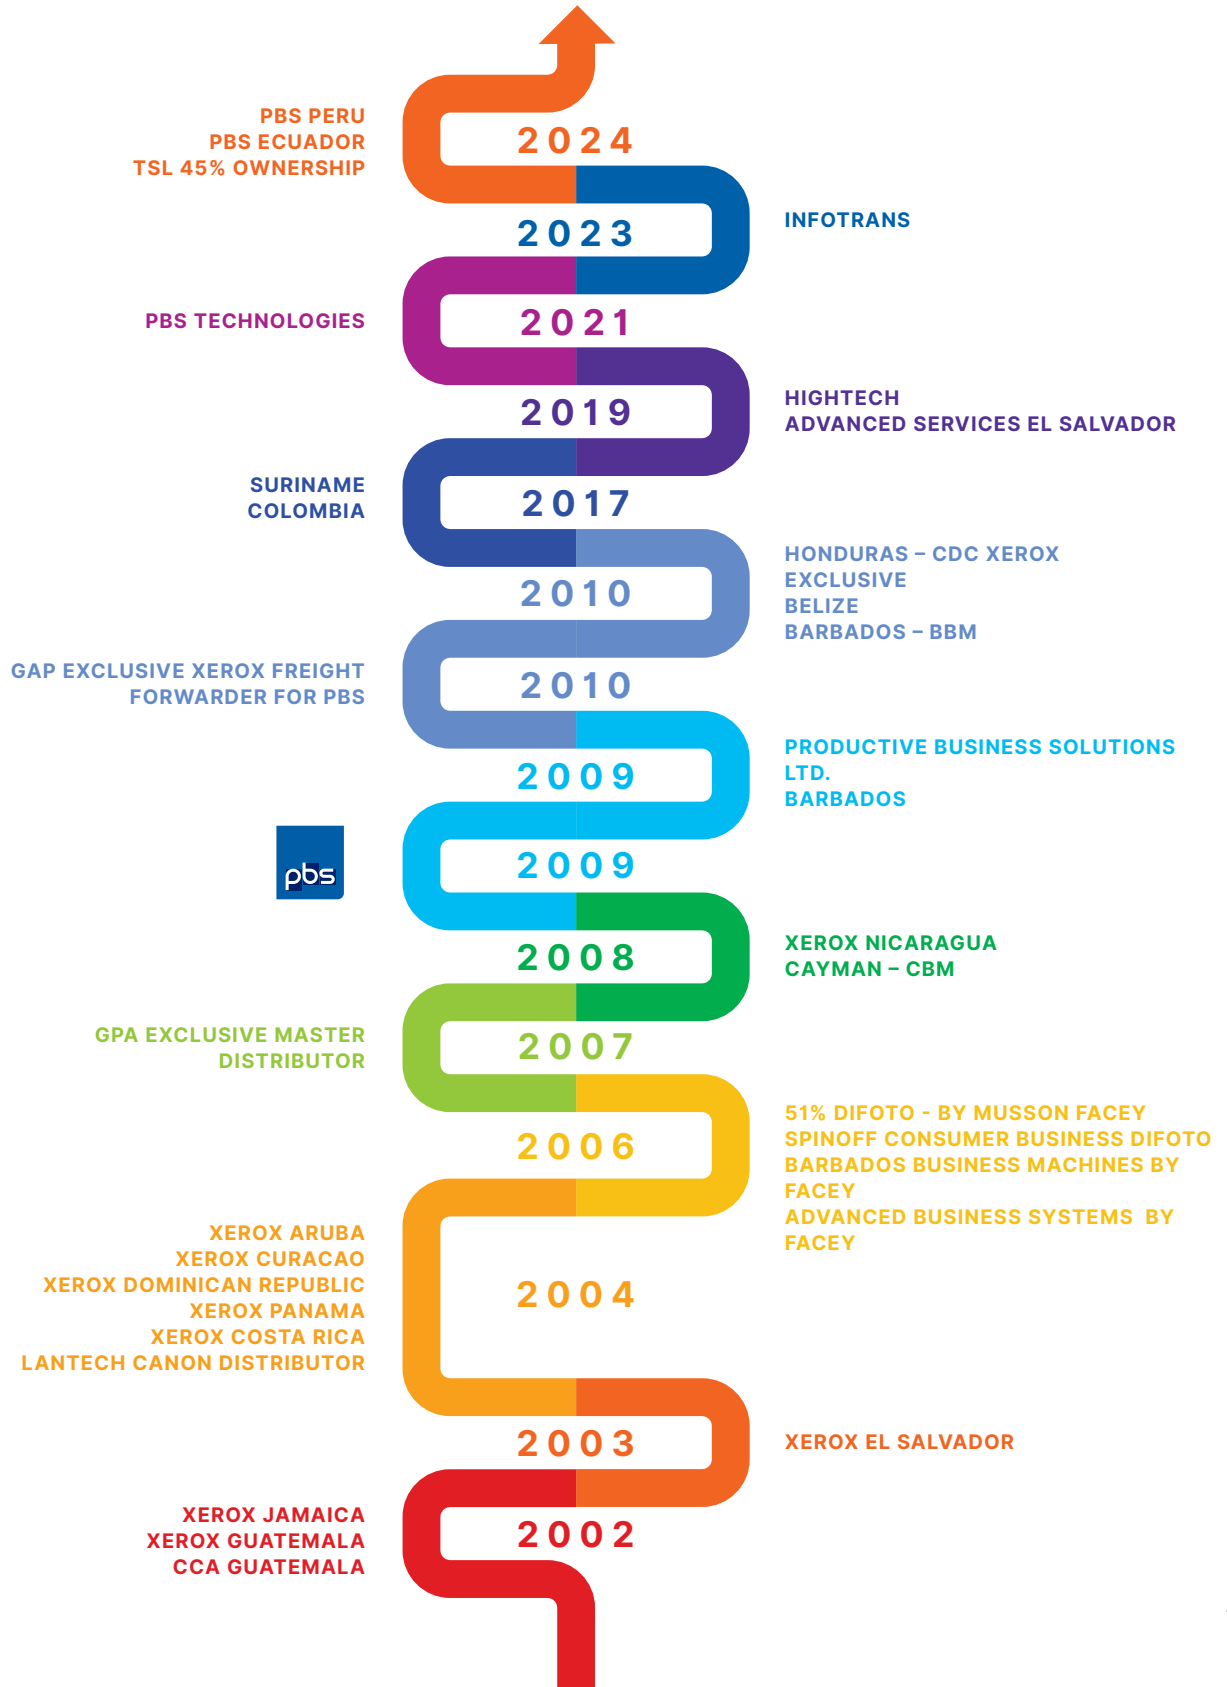 PBS PERU
PBS ECUADOR
TSL 45% OWNERSHIP
2024
2023
INFOTRANS
PBS TECHNOLOGIES
2021
2019
HIGHTECH
ADVANCED SERVICES EL SALVADOR
SURINAME
COLOMBIA
2017
2010
HONDURAS – CDC XEROX
EXCLUSIVE
BELIZE
BARBADOS – BBM
GAP EXCLUSIVE XEROX FREIGHT
FORWARDER FOR PBS
2010
2009
PRODUCTIVE BUSINESS SOLUTIONS
LTD.
BARBADOS
pbs
2009
2008
XEROX NICARAGUA
CAYMAN – CBM
GPA EXCLUSIVE MASTER
DISTRIBUTOR
2007
2006
51% DIFOTO - BY MUSSON FACEY
SPINOFF CONSUMER BUSINESS DIFOTO
BARBADOS BUSINESS MACHINES BY
FACEY
ADVANCED BUSINESS SYSTEMS  BY
FACEY
XEROX ARUBA
XEROX CURACAO
XEROX DOMINICAN REPUBLIC
XEROX PANAMA
XEROX COSTA RICA
LANTECH CANON DISTRIBUTOR
2004
2003
XEROX EL SALVADOR
XEROX JAMAICA
XEROX GUATEMALA
CCA GUATEMALA
2002